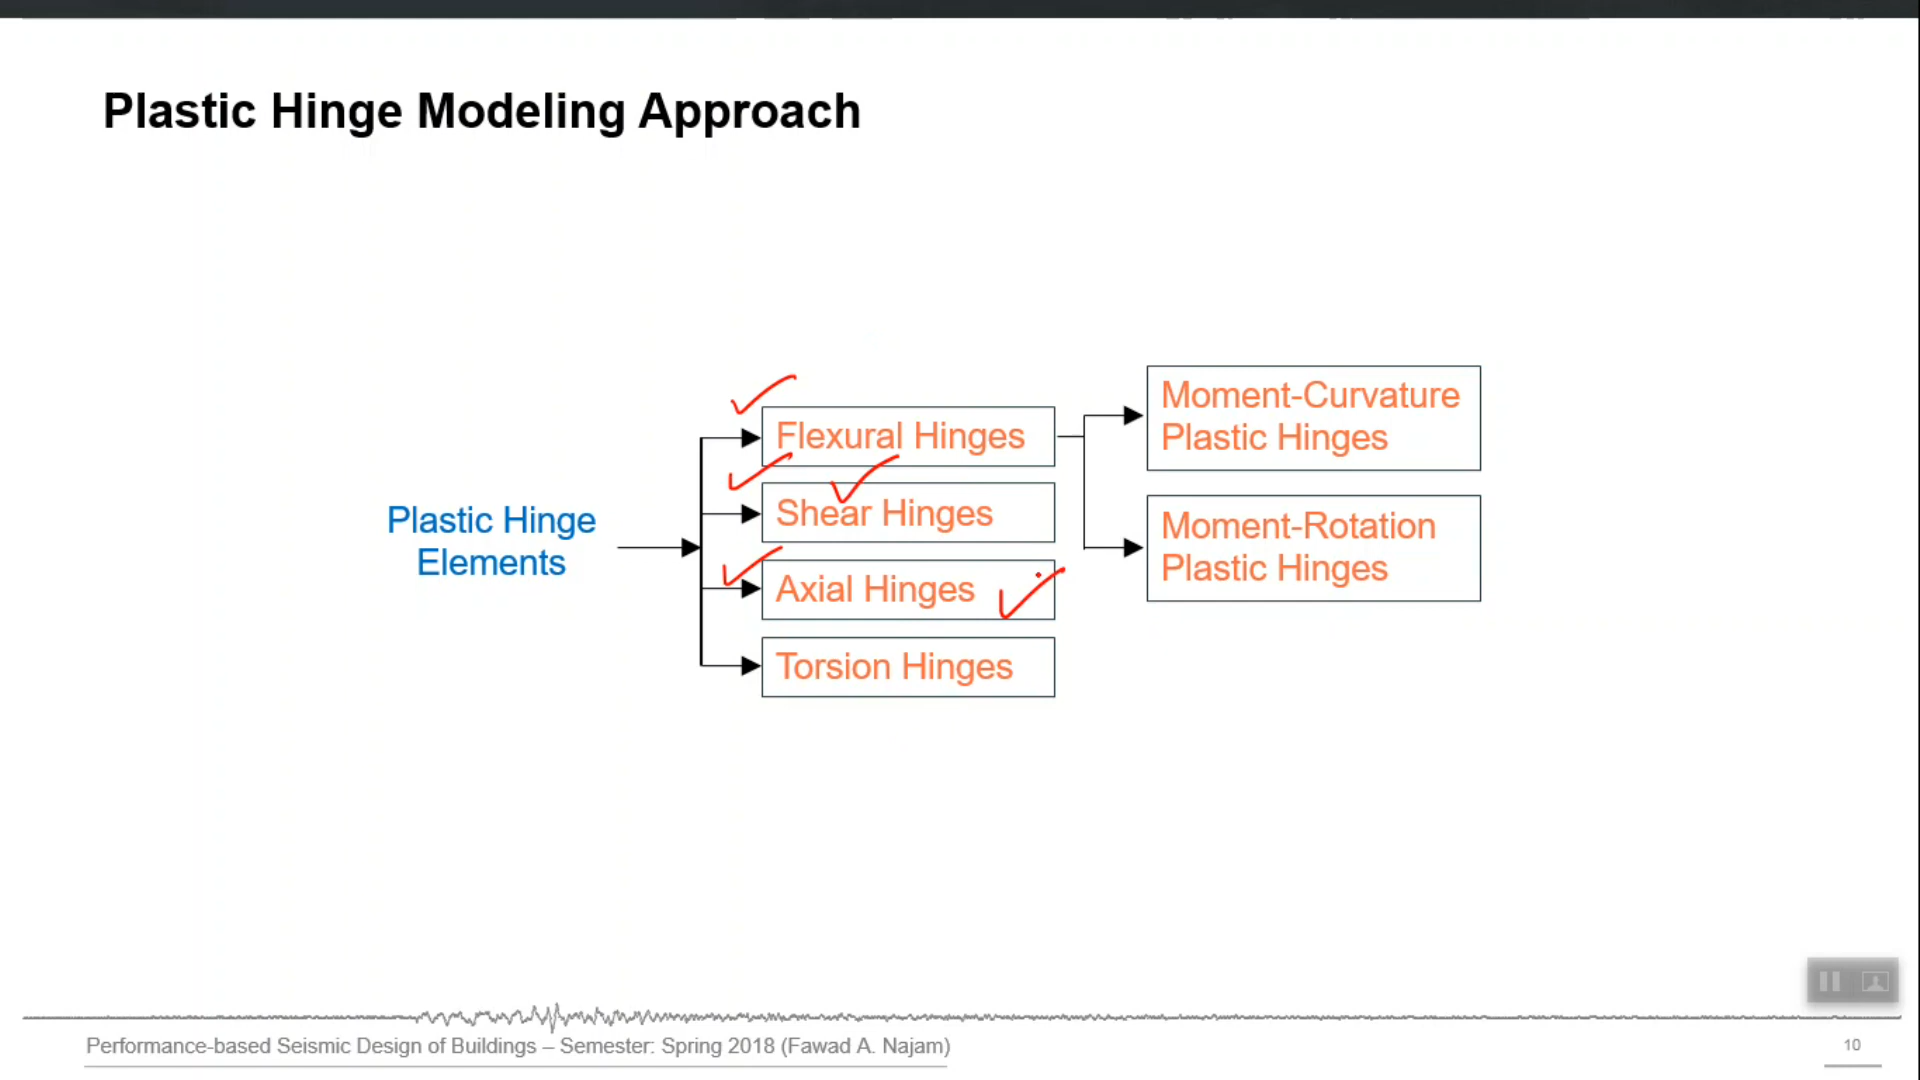 Plastic Hinge Modeling Approach
Plastic Hinge
Elements
Flexural Hinges
Shear Hinges
Axial Hinges
Torsion Hinges
Moment-Curvature
Plastic Hinges
Moment-Rotation
Plastic Hinges
Performance-based Seismic Design of Buildings – Semester: Spring 2018 (Fawad A. Najam)
10